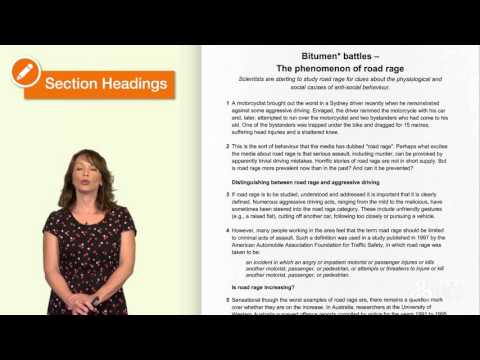 Section Headings
Bitumen* battles –
The phenomenon of road rage
Scientists are starting to study road rage for clues about the physiological and
social causes of anti-social behaviour.
1 A motorcyclist brought out the worst in a Sydney driver recently when he remonstrated
against some aggressive driving. Enraged, the driver rammed the motorcycle with his car
and, later, attempted to run over the motorcyclist and two bystanders who had come to his
old. One of the bystanders was trapped under the bike and dragged for 15 metres,
suffering head injuries and a shattered knee.
2 This is the sort of behaviour that the media has dubbed "road rage". Perhaps what excites
the media about road rage is that serious assault, including murder, can be provoked by
apparently trivial driving mistakes. Horrific stories of road rage are not in short supply. But
is road rage more prevalent now than in the past? And can it be prevented?
Distinguishing between road rage and aggressive driving
3 If road rage is to be studied, understood and addressed it is important that it is clearly
defined. Numerous aggressive driving acts, ranging from the mild to the malicious, have
sometimes been steered into the road rage category. These include unfriendly gestures
(e.g., a raised fist), cutting off another car, following too closely or pursuing a vehicle.
4 However, many people working in the area feel that the term road rage should be limited
to criminal acts of assault. Such a definition was used in a study published in 1997 by the
American Automobile Association Foundation for Traffic Safety, in which road rage was
taken to be:
an incident in which an angry or impatient motorist or passenger injures or kills
another motorist, passenger, or pedestrian, or attempts or threatens to injure or kill
another motorist, passenger, or pedestrian.
Is road rage increasing?
5 Sensational though the worst examples of road rage are, there remains a question mark
over whether they are on the increase. In Australia, researchers at the University of